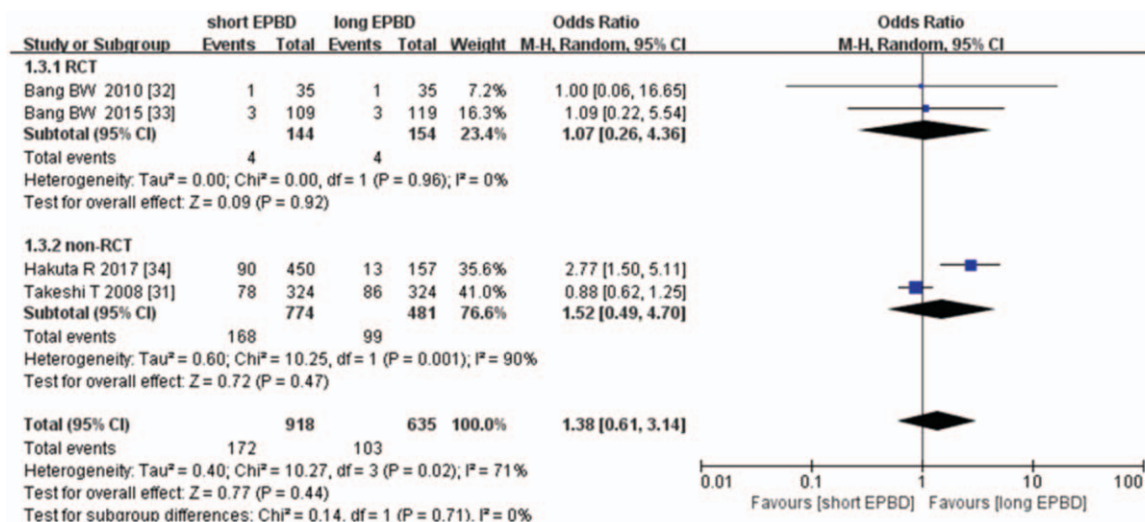 short EPBD long EPBD Odds Ratio Odds Ratio
Study or Subgroup Events Total Events Total Weight M-H, Random, 95% CI M-H, Random, 95% CI
1.3.1 RCT
Bang BW 2010 [32] 1 35 1 35 7.2% 1.00 [0.06, 16.65]
Bang BW 2015 [33] 3 109 3 119 16.3% 1.09 [0.22, 5.54]
Subtotal (95% CI) 144 154 23.4% 1.07 [0.26, 4.36]
Total events 4 4
Heterogeneity: Tau² = 0.00; Chi² = 0.00, df = 1 (P = 0.96); I² = 0%
Test for overall effect: Z = 0.09 (P = 0.92)
1.3.2 non-RCT
Hakuta R 2017 [34] 90 450 13 157 35.6% 2.77 [1.50, 5.11]
Takeshi T 2008 [31] 78 324 86 324 41.0% 0.88 [0.62, 1.25]
Subtotal (95% CI) 774 481 76.6% 1.52 [0.49, 4.70]
Total events 168 99
Heterogeneity: Tau² = 0.60; Chi² = 10.25, df = 1 (P = 0.001); I² = 90%
Test for overall effect: Z = 0.72 (P = 0.47)
Total (95% CI) 918 635 100.0% 1.38 [0.61, 3.14]
Total events 172 103
Heterogeneity: Tau² = 0.40; Chi² = 10.27, df = 3 (P = 0.02); I² = 71%
Test for overall effect: Z = 0.77 (P = 0.44)
Test for subgroup differences: Chi² = 0.14, df = 1 (P = 0.71), I² = 0%
0.01 0.1 1 10 100
Favours [short EPBD] Favours [long EPBD]